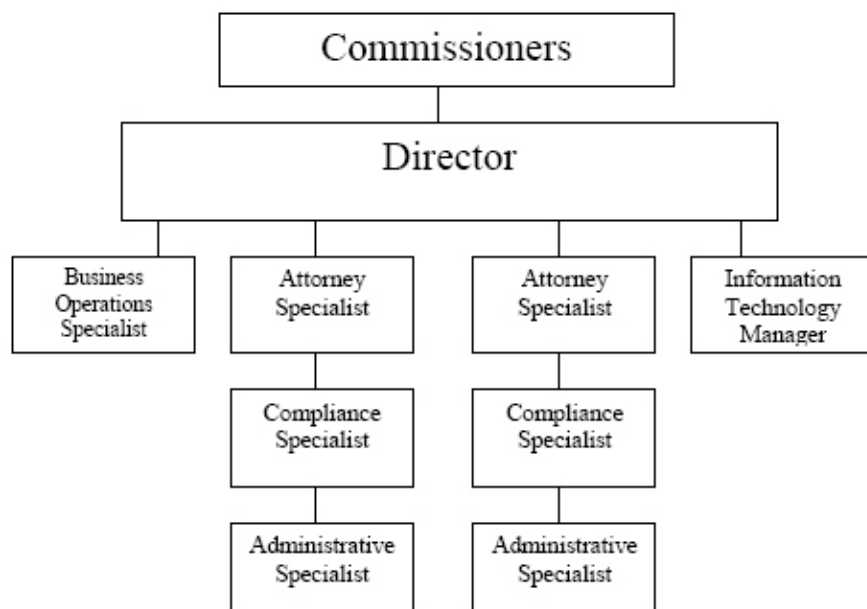 Commissioners
Director
Business
Operations
Specialist
Attorney
Specialist
Attorney
Specialist
Information
Technology
Manager
Compliance
Specialist
Compliance
Specialist
Administrative
Specialist
Administrative
Specialist